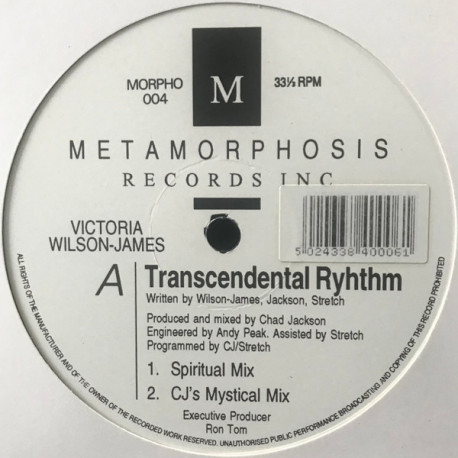 MORPHO
004
M
33⅓ RPM
METAMORPHOSIS
RECORDS INC
5 024338 400061
VICTORIA
WILSON-JAMES
A
Transcendental Ryhthm
Written by Wilson-James, Jackson, Stretch
Produced and mixed by Chad Jackson
Engineered by Andy Peak. Assisted by Stretch
Programmed by CJ/Stretch
1. Spiritual Mix
2. CJ's Mystical Mix
Executive Producer
Ron Tom
ALL RIGHTS OF THE MANUFACTURER AND OF THE OWNER OF THE RECORDED WORK RESERVED. UNAUTHORISED PUBLIC PERFORMANCE BROADCASTING AND COPYING OF THIS RECORD PROHIBITED